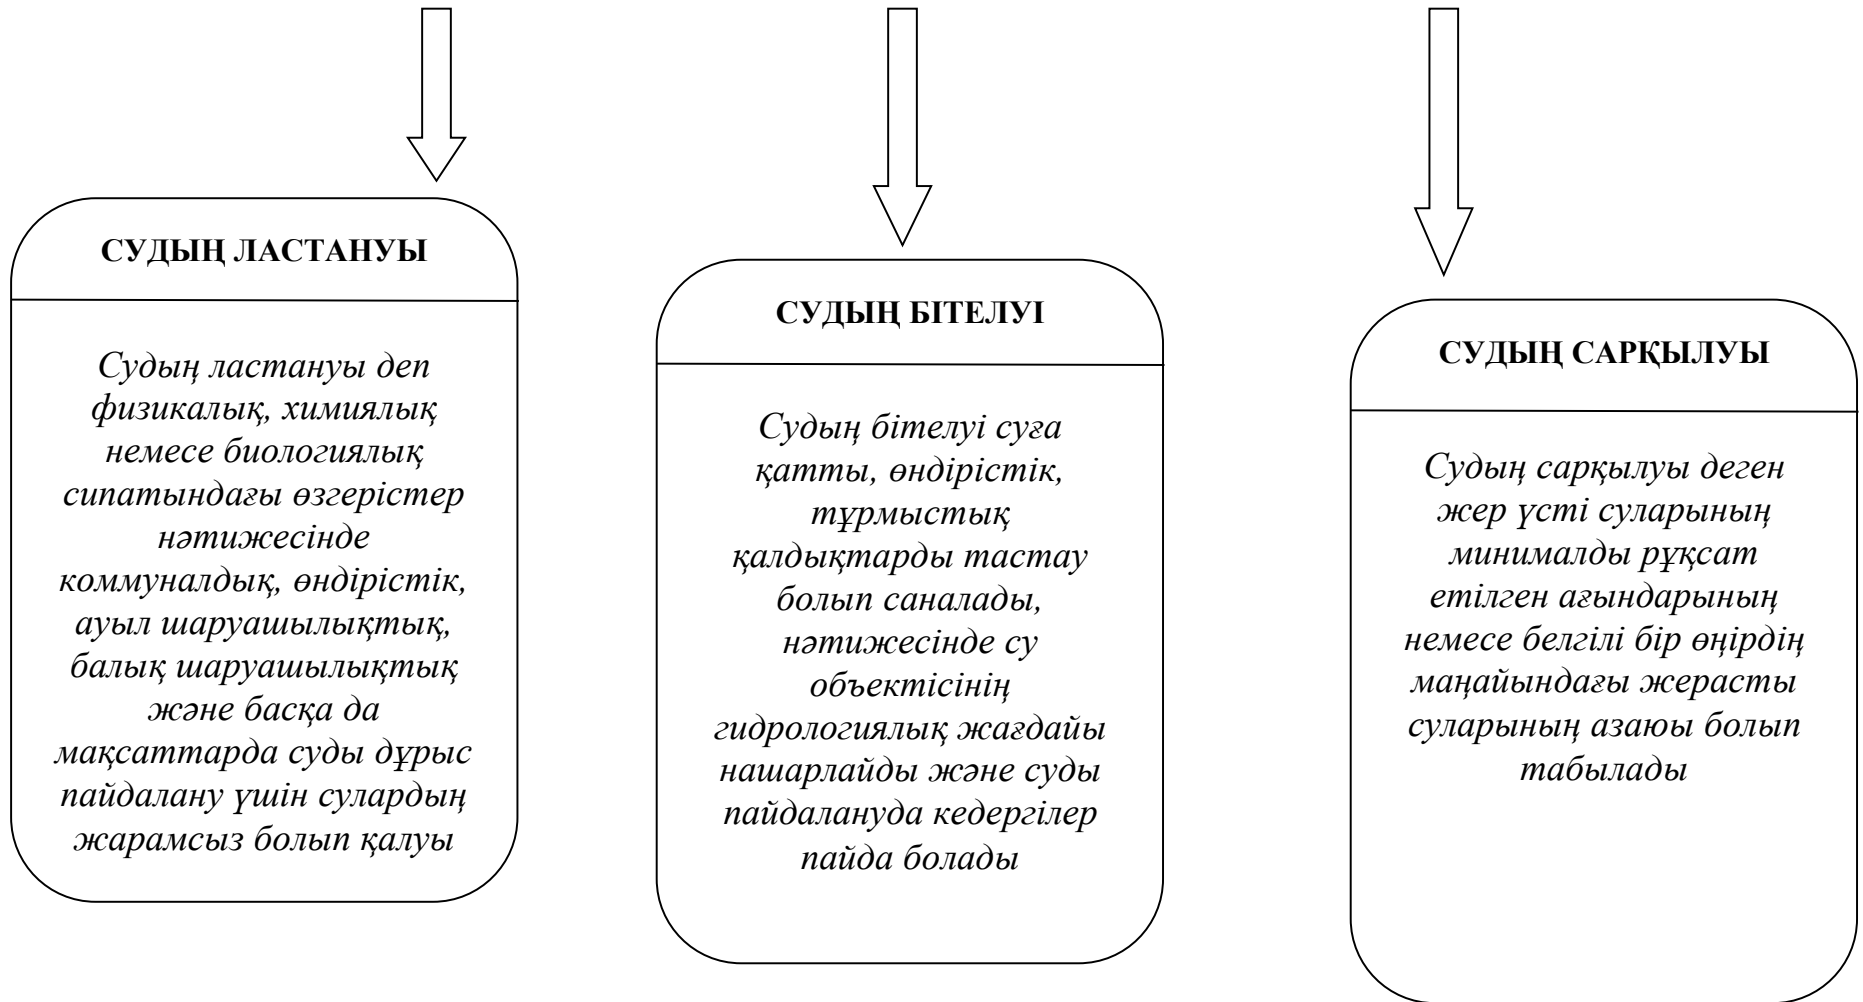 СУДЫҢ ЛАСТАНУЫ
Судың ластануы деп
физикалық, химиялық
немесе биологиялық
сипатындағы өзгерістер
нәтижесінде
коммуналдық, өндірістік,
ауыл шаруашылықтық,
балық шаруашылықтық
және басқа да
мақсаттарда суды дұрыс
пайдалану үшін сулардың
жарамсыз болып қалуы
СУДЫҢ БІТЕЛУІ
Судың бітелуі суға
қатты, өндірістік,
тұрмыстық
қалдықтарды тастау
болып саналады,
нәтижесінде су
объектісінің
гидрологиялық жағдайы
нашарлайды және суды
пайдалануда кедергілер
пайда болады
СУДЫҢ САРҚЫЛУЫ
Судың сарқылуы деген
жер үсті суларының
минималды рұқсат
етілген ағындарының
немесе белгілі бір өңірдің
маңайындағы жерасты
суларының азаюы болып
табылады